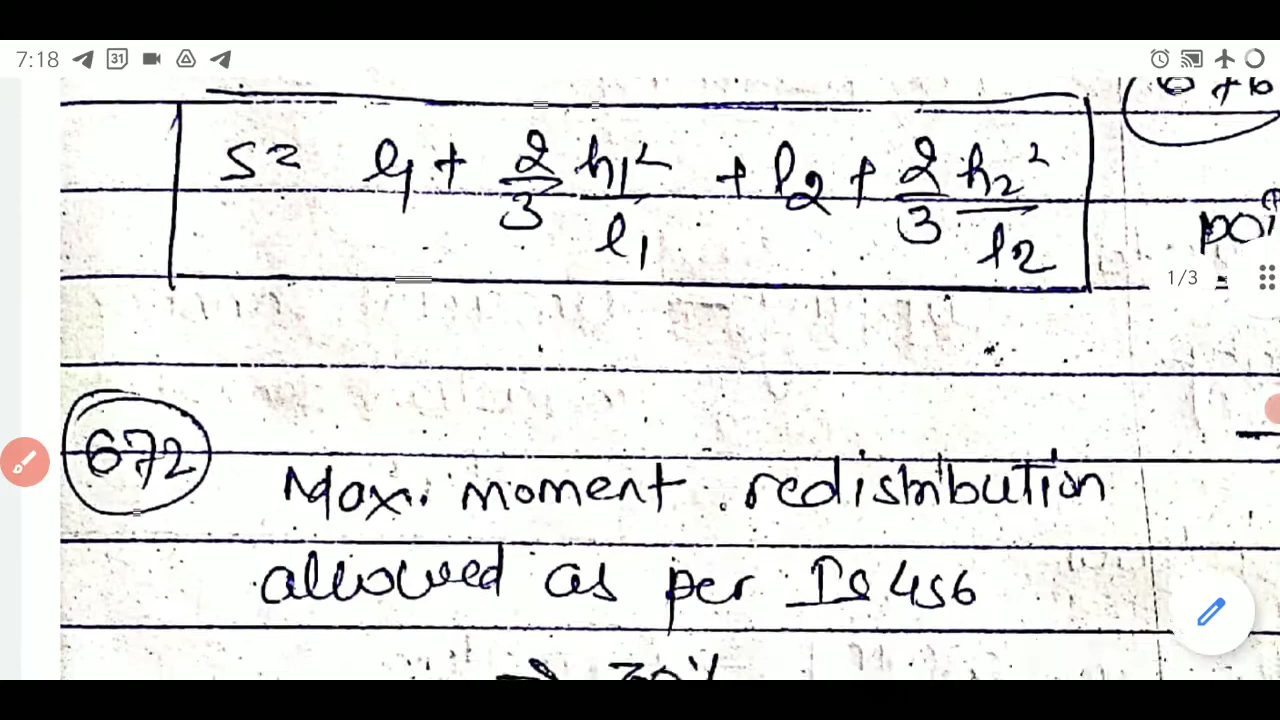 7:18 31
S= l1 + 2/3 h1²/l1 + l2 + 2/3 h2²/l2
1/3
672 Max. moment redistribution
allowed as per IS 456